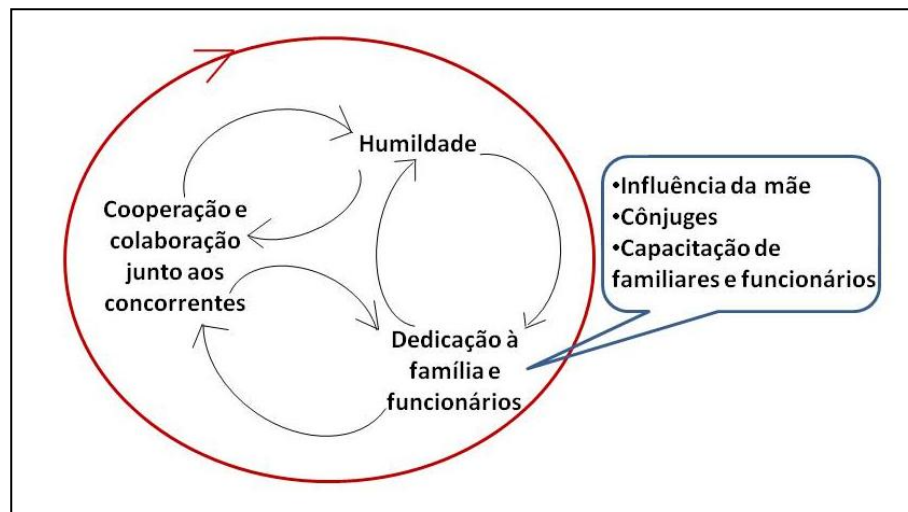 Humildade
Cooperação e
colaboração
junto aos
concorrentes
Dedicação à
família e
funcionários
•Influência da mãe
•Cônjuges
•Capacitação de
familiares e funcionários